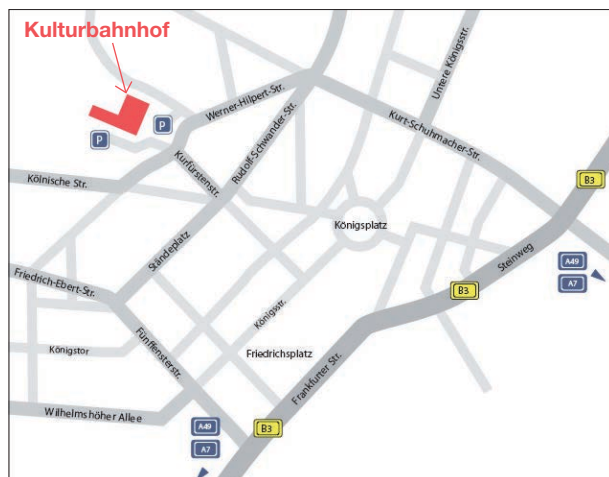 Kulturbahnhof
Untere Königsstr.
Werner-Hilpert-Str.
Kurt-Schuhmacher-Str.
P
P
Rudolf-Schwander-Str.
Kurfürstenstr.
Kölnische Str.
B3
Königsplatz
Steinweg
Ständeplatz
A49
A7
Friedrich-Ebert-Str.
B3
Königsstr.
Fünffensterstr.
Königstor
Friedrichsplatz
Frankfurter Str.
Wilhelmshöher Allee
A49
B3
A7